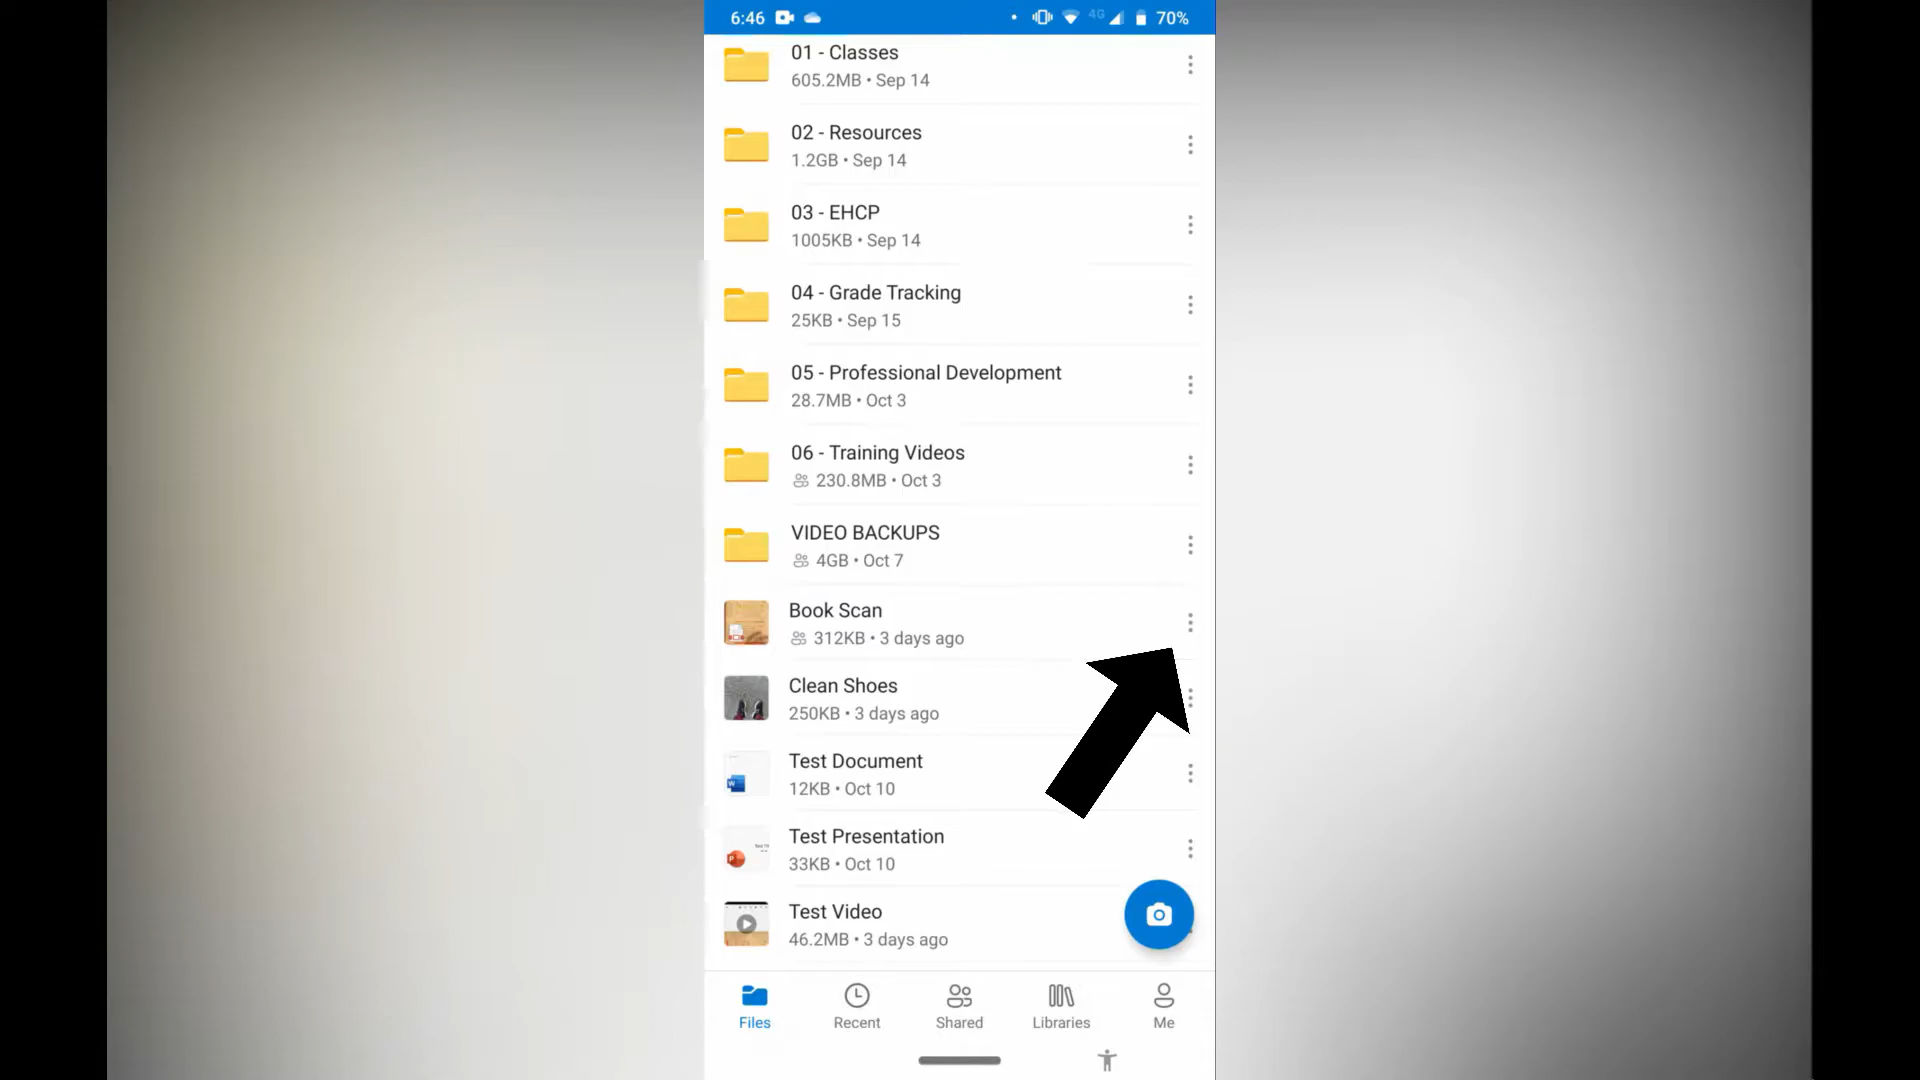 6:46 4G 70%
01 - Classes
605.2MB • Sep 14
02 - Resources
1.2GB • Sep 14
03 - EHCP
1005KB • Sep 14
04 - Grade Tracking
25KB • Sep 15
05 - Professional Development
28.7MB • Oct 3
06 - Training Videos
230.8MB • Oct 3
VIDEO BACKUPS
4GB • Oct 7
Book Scan
312KB • 3 days ago
Clean Shoes
250KB • 3 days ago
Test Document
12KB • Oct 10
Test Presentation
33KB • Oct 10
Test Video
46.2MB • 3 days ago
Files Recent Shared Libraries Me